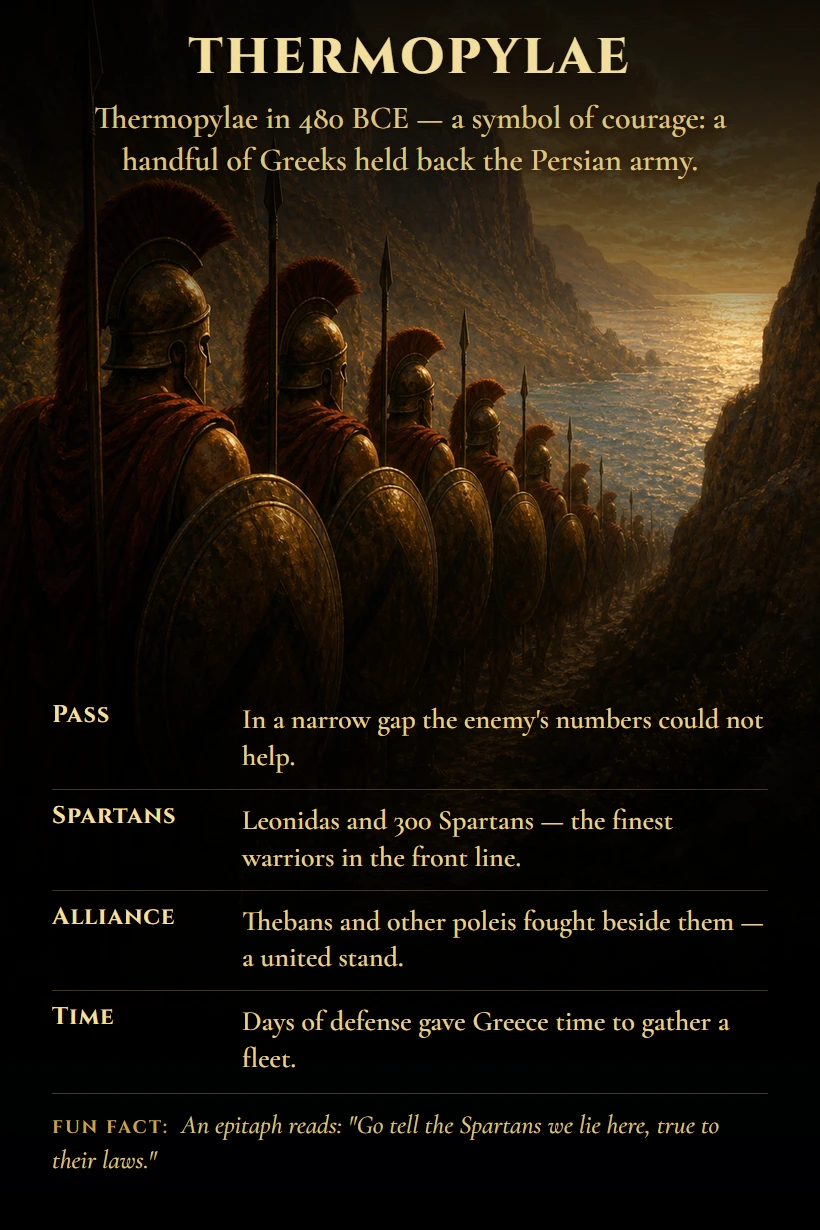 THERMOPYLAE
Thermopylae in 480 BCE — a symbol of courage: a
handful of Greeks held back the Persian army.
Pass
In a narrow gap the enemy's numbers could not
help.
Spartans
Leonidas and 300 Spartans — the finest
warriors in the front line.
Alliance
Thebans and other poleis fought beside them —
a united stand.
Time
Days of defense gave Greece time to gather a
fleet.
FUN FACT: An epitaph reads: "Go tell the Spartans we lie here, true to
their laws."